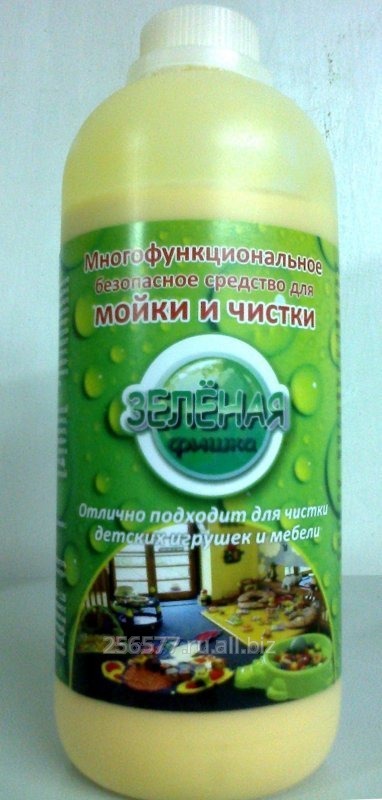 Многофункциональное
безопасное средство для
мойки и чистки
ЗЕЛЁНАЯ
фишка
Отлично подходит для чистки
детских игрушек и мебели
256577.ru.all.biz